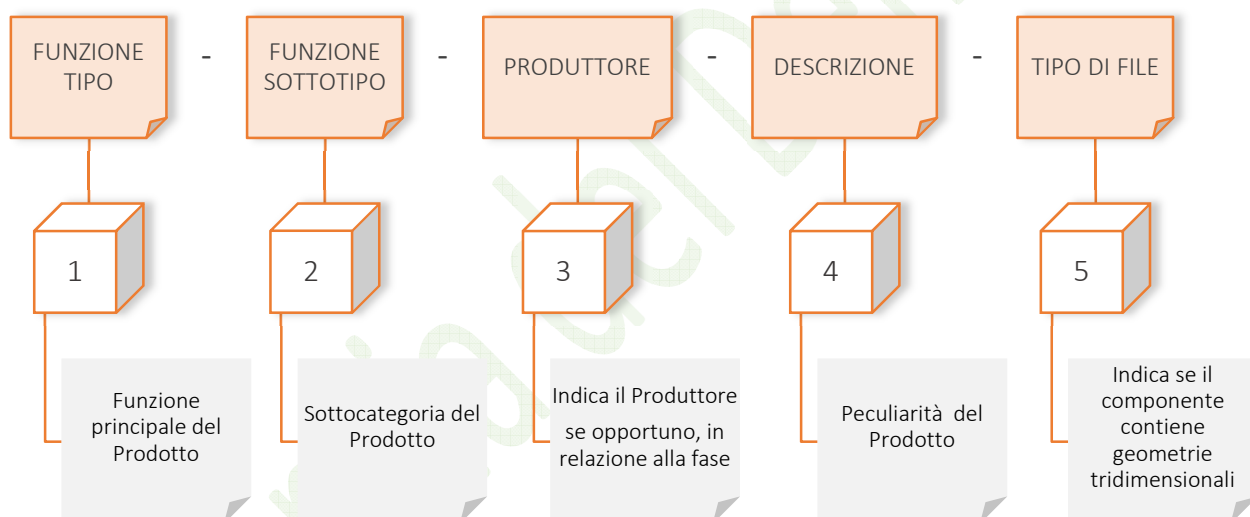 FUNZIONE
TIPO
-
FUNZIONE
SOTTOTIPO
-
PRODUTTORE
-
DESCRIZIONE
-
TIPO DI FILE
1
2
3
4
5
Funzione
principale del
Prodotto
Sottocategoria del
Prodotto
Indica il Produttore
se opportuno, in
relazione alla fase
Peculiarità del
Prodotto
Indica se il
componente
contiene
geometrie
tridimensionali